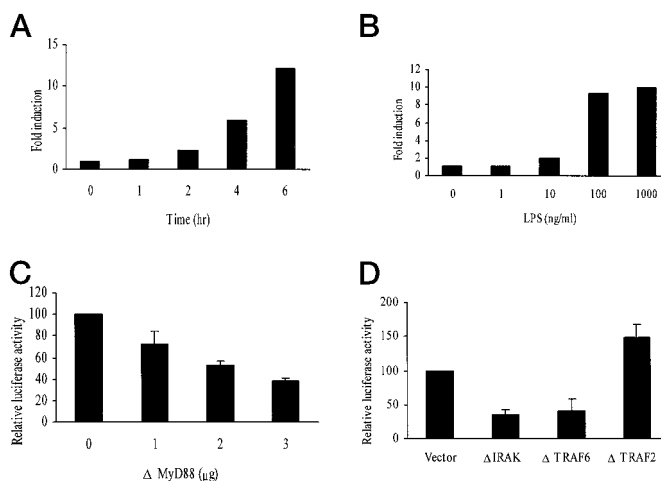 A
Fold induction
15
10
5
0
0 1 2 4 6
Time (hr)
B
Fold induction
12
10
8
6
4
2
0
0 1 10 100 1000
LPS (ng/ml)
C
Relative luciferase activity
120
100
80
60
40
20
0
0 1 2 3
Δ MyD88 (µg)
D
Relative luciferase activity
200
150
100
50
0
Vector ΔIRAK Δ TRAF6 Δ TRAF2